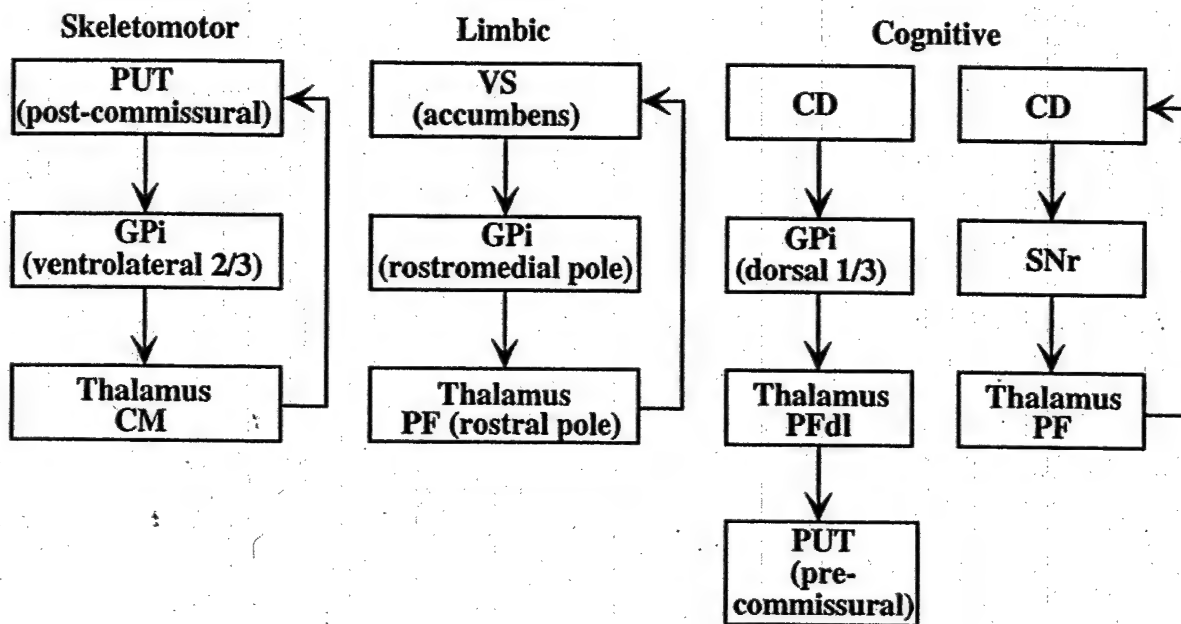 Skeletomotor
PUT
(post-commissural)
GPi
(ventrolateral 2/3)
Thalamus
CM
Limbic
VS
(accumbens)
GPi
(rostromedial pole)
Thalamus
PF (rostral pole)
Cognitive
CD
GPi
(dorsal 1/3)
Thalamus
PFdl
PUT
(pre-
commissural)
CD
SNr
Thalamus
PF